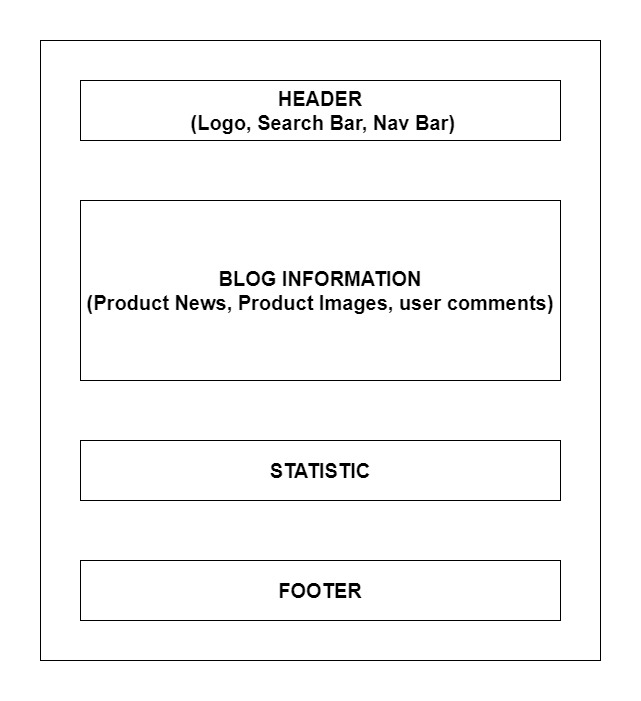 HEADER
(Logo, Search Bar, Nav Bar)
BLOG INFORMATION
(Product News, Product Images, user comments)
STATISTIC
FOOTER